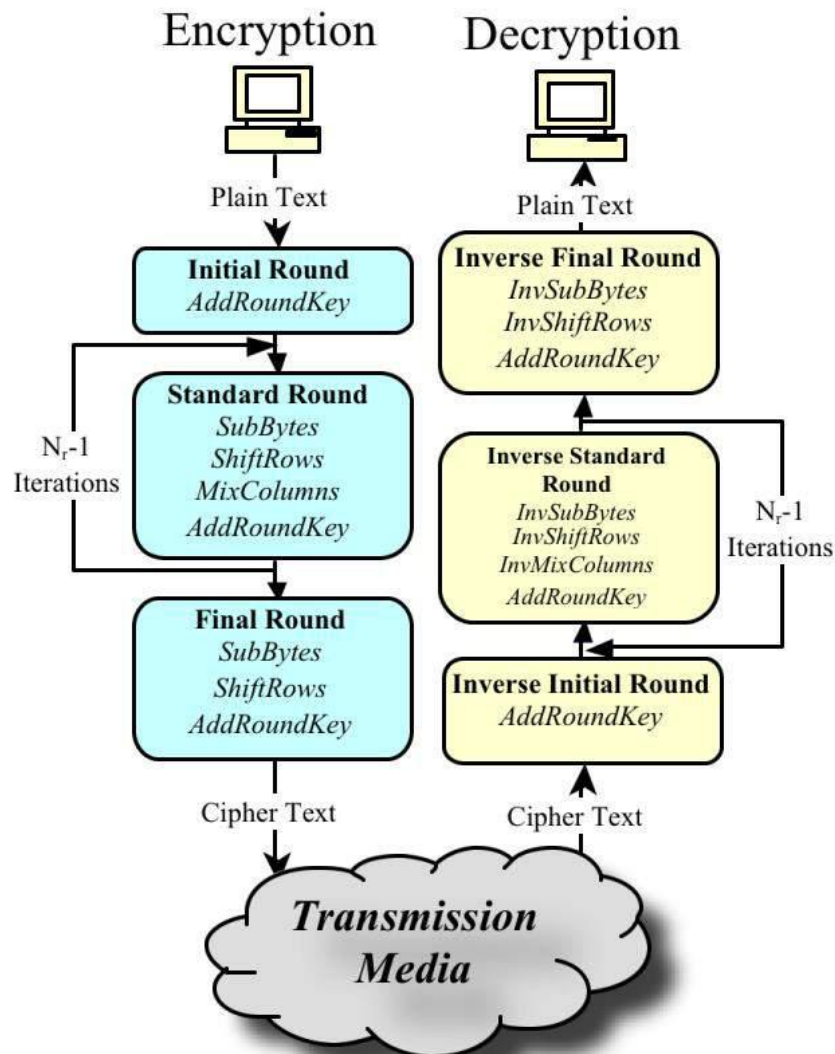 Encryption
Plain Text
Initial Round
AddRoundKey
Standard Round
SubBytes
ShiftRows
MixColumns
AddRoundKey
Nr-1
Iterations
Final Round
SubBytes
ShiftRows
AddRoundKey
Cipher Text
Decryption
Plain Text
Inverse Final Round
InvSubBytes
InvShiftRows
AddRoundKey
Inverse Standard
Round
InvSubBytes
InvShiftRows
InvMixColumns
AddRoundKey
Nr-1
Iterations
Inverse Initial Round
AddRoundKey
Cipher Text
Transmission
Media